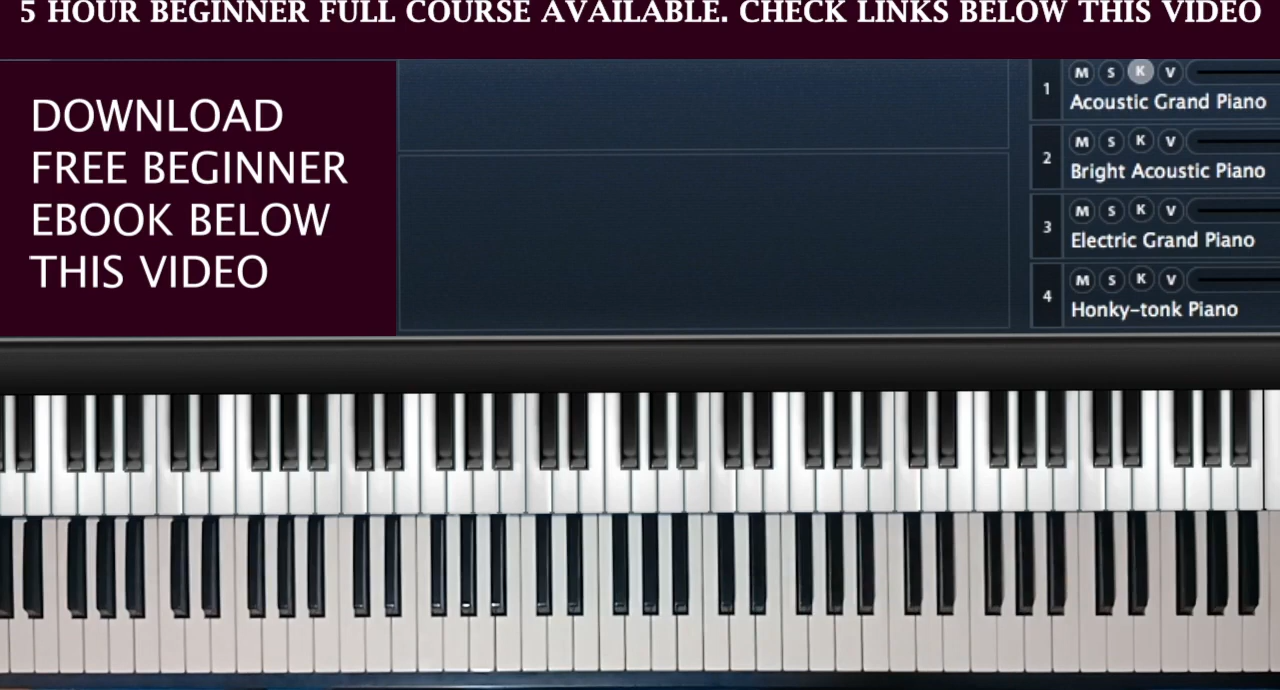 5 HOUR BEGINNER FULL COURSE AVAILABLE. CHECK LINKS BELOW THIS VIDEO
DOWNLOAD
FREE BEGINNER
EBOOK BELOW
THIS VIDEO
1
M S K V
Acoustic Grand Piano
2
M S K V
Bright Acoustic Piano
3
M S K V
Electric Grand Piano
4
M S K V
Honky-tonk Piano